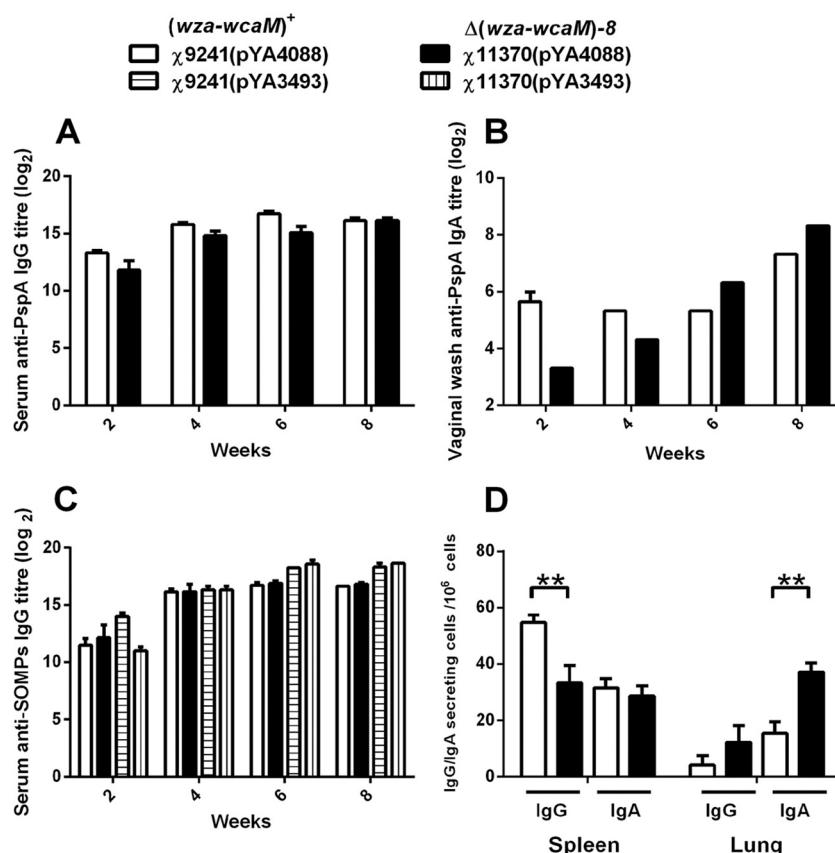 (wza-wcaM)+ Δ(wza-wcaM)-8
χ9241(pYA4088) χ11370(pYA4088)
χ9241(pYA3493) χ11370(pYA3493)
A
Serum anti-PspA IgG titre (log2)
20
15
10
5
0
2 4 6 8
Weeks
B
Vaginal wash anti-PspA IgA titre (log2)
10
8
6
4
2
2 4 6 8
Weeks
C
Serum anti-SOMPs IgG titre (log 2)
20
15
10
5
0
2 4 6 8
Weeks
D
IgG/IgA secreting cells /10^6 cells
80
60
40
20
0
** **
IgG IgA IgG IgA
Spleen Lung